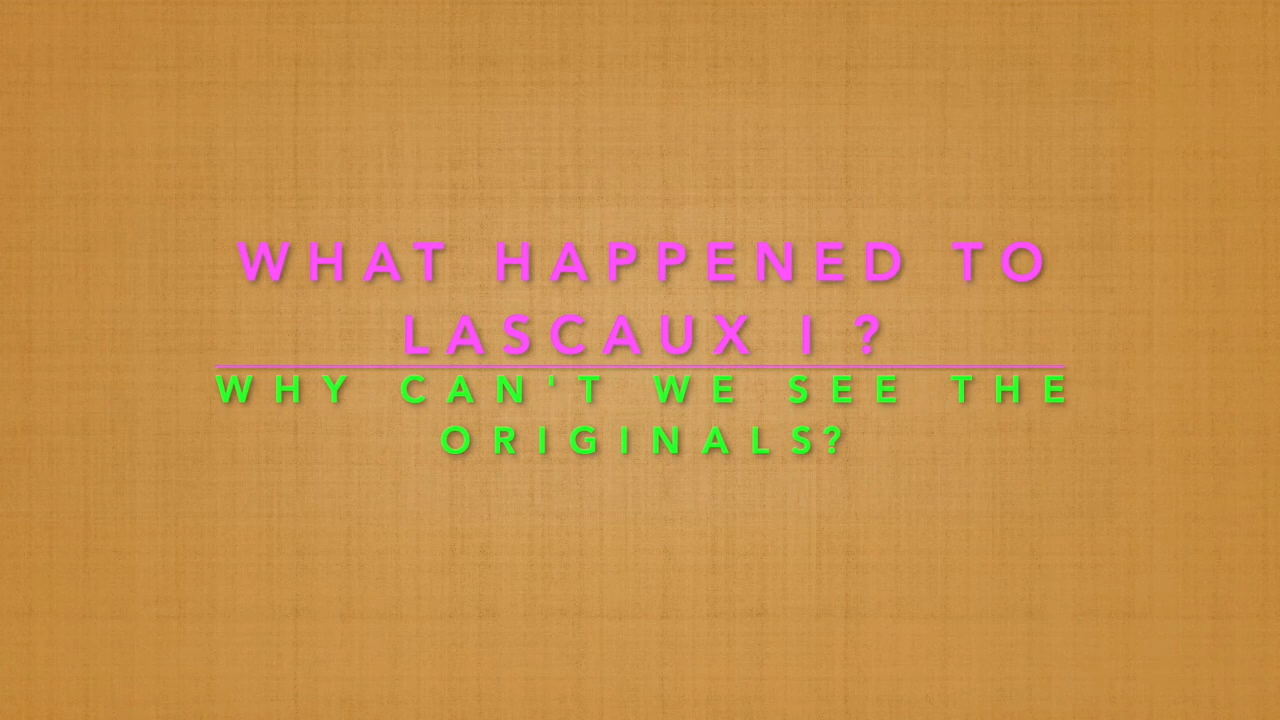 WHAT HAPPENED TO
LASCAUX I ?
WHY CAN'T WE SEE THE
ORIGINALS?